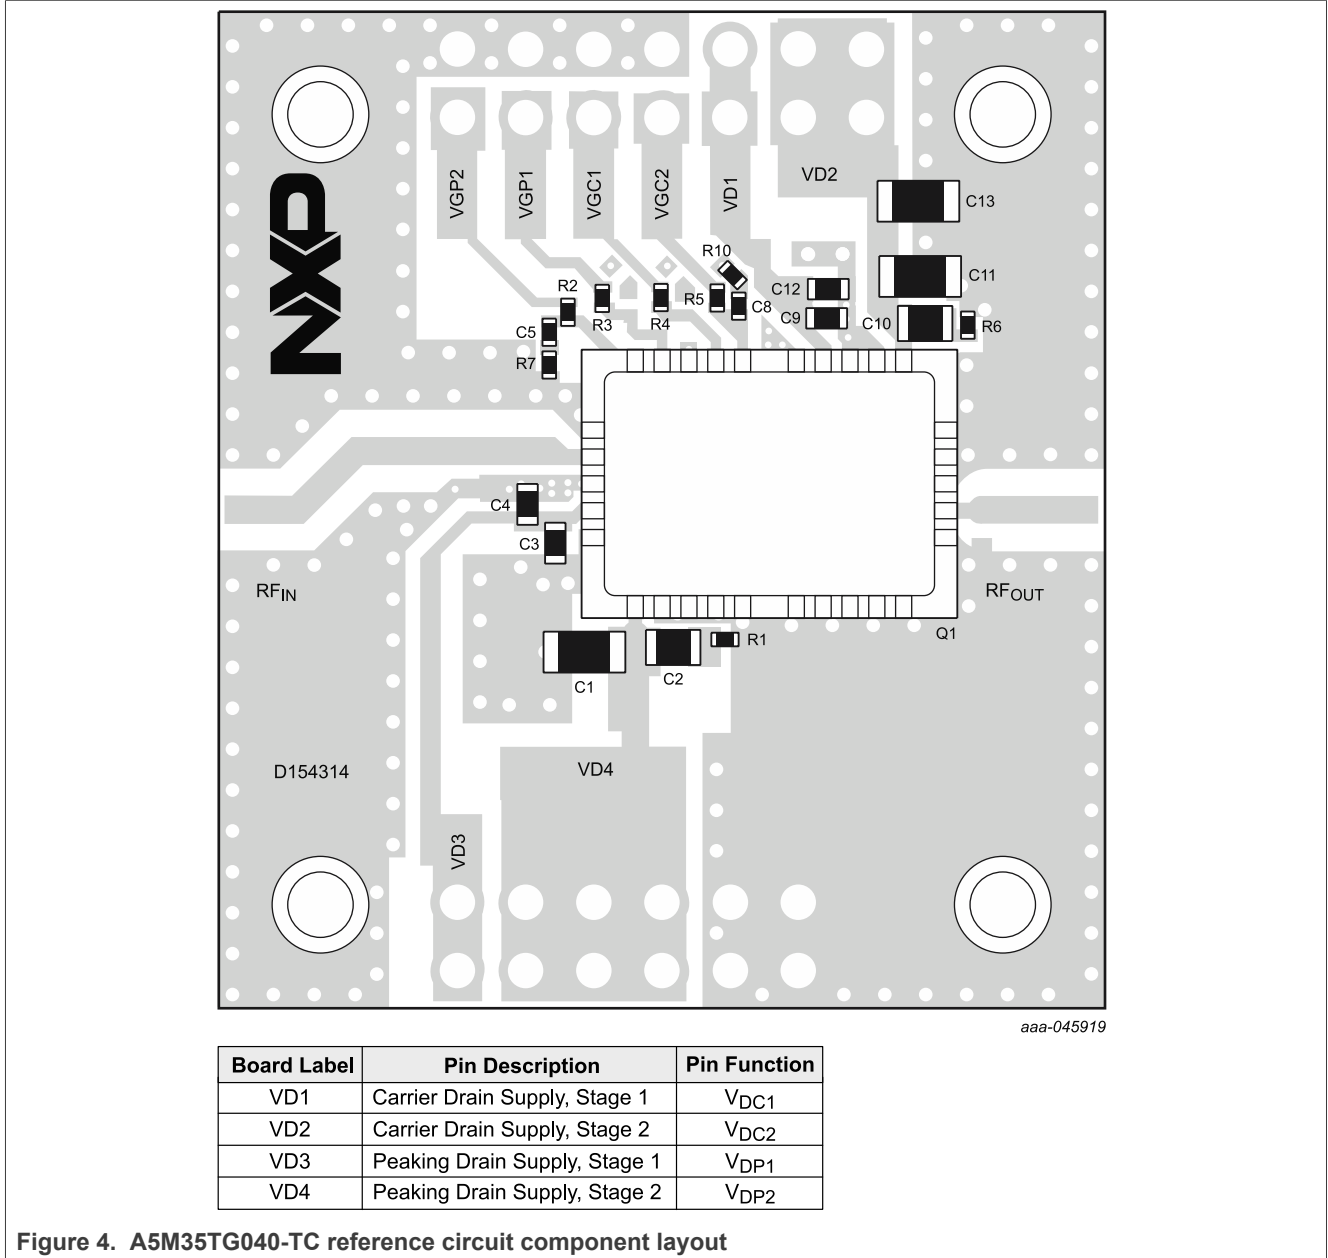 NXP
VGP2
VGP1
VGC1
VGC2
VD1
VD2
C13
R10
C11
R2
R5
C12
C8
R3
R4
C9
C10
R6
C5
R7
C4
C3
RFIN
RFOUT
Q1
R1
C1
C2
D154314
VD4
VD3
aaa-045919
Board Label Pin Description Pin Function
VD1 Carrier Drain Supply, Stage 1 VDC1
VD2 Carrier Drain Supply, Stage 2 VDC2
VD3 Peaking Drain Supply, Stage 1 VDP1
VD4 Peaking Drain Supply, Stage 2 VDP2
Figure 4. A5M35TG040-TC reference circuit component layout